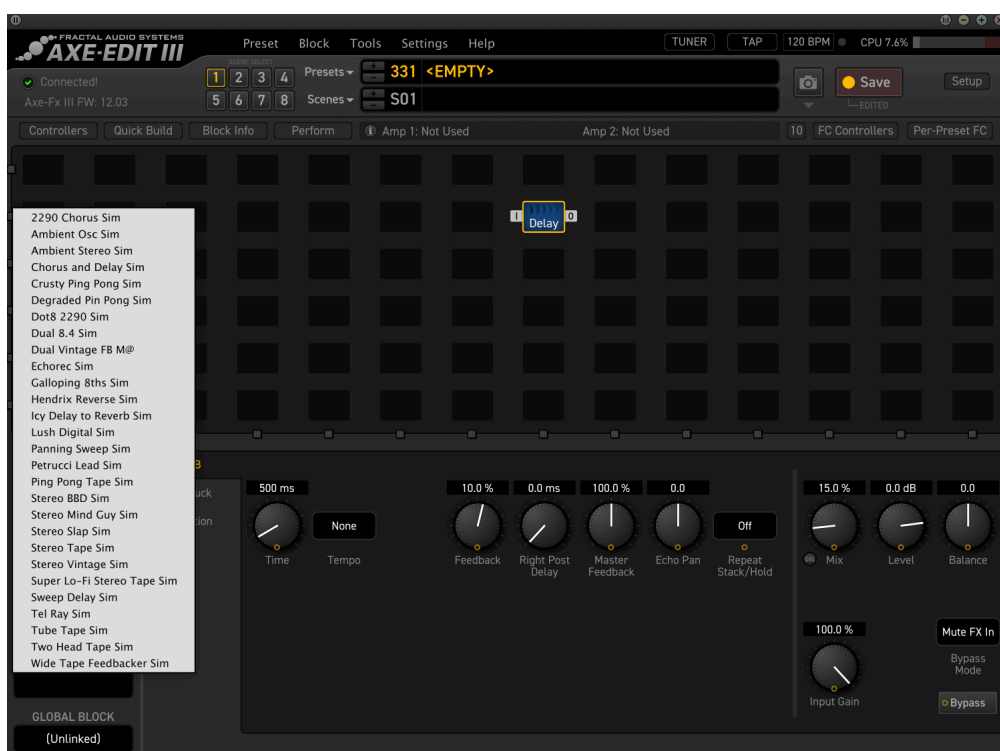 FRACTAL AUDIO SYSTEMS
AXE-EDIT III
Preset Block Tools Settings Help
TUNER TAP 120 BPM CPU 7.6%
Connected!
Axe-Fx III FW: 12.03
SCENE SELECT
1 2 3 4
5 6 7 8
Presets 331 <EMPTY>
Scenes S01
Save
EDITED
Setup
Controllers Quick Build Block Info Perform
Amp 1: Not Used Amp 2: Not Used
10 FC Controllers Per-Preset FC
I Delay O
2290 Chorus Sim
Ambient Osc Sim
Ambient Stereo Sim
Chorus and Delay Sim
Crusty Ping Pong Sim
Degraded Pin Pong Sim
Dot8 2290 Sim
Dual 8.4 Sim
Dual Vintage FB M@
Echorec Sim
Galloping 8ths Sim
Hendrix Reverse Sim
Icy Delay to Reverb Sim
Lush Digital Sim
Panning Sweep Sim
Petrucci Lead Sim
Ping Pong Tape Sim
Stereo BBD Sim
Stereo Mind Guy Sim
Stereo Slap Sim
Stereo Tape Sim
Stereo Vintage Sim
Super Lo-Fi Stereo Tape Sim
Sweep Delay Sim
Tel Ray Sim
Tube Tape Sim
Two Head Tape Sim
Wide Tape Feedbacker Sim
500 ms 10.0 % 0.0 ms 100.0 % 0.0 15.0 % 0.0 dB 0.0
None Off
Time Tempo Feedback Right Post Delay Master Feedback Echo Pan Repeat Stack/Hold Mix Level Balance
100.0 %
Mute FX In
Bypass Mode
Input Gain
Bypass
GLOBAL BLOCK
(Unlinked)